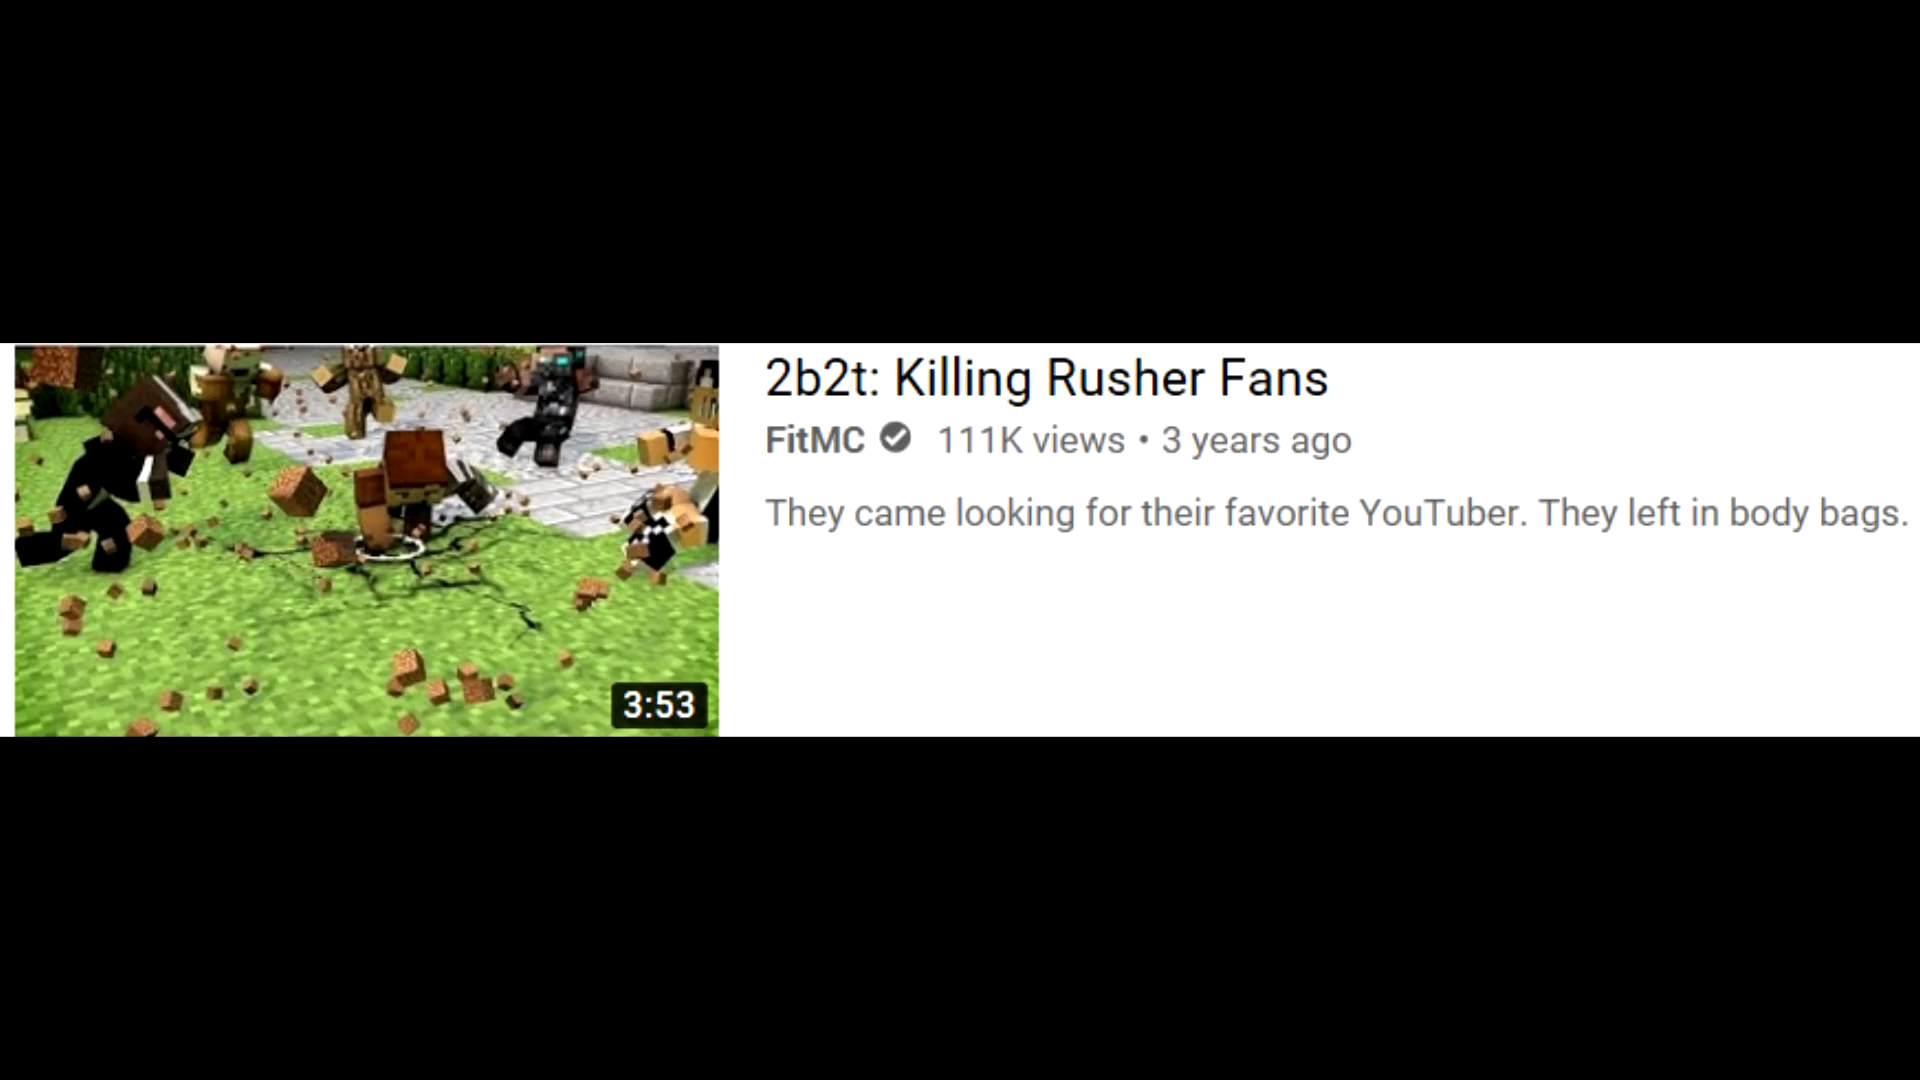 2b2t: Killing Rusher Fans
FitMC 111K views • 3 years ago
They came looking for their favorite YouTuber. They left in body bags.
3:53